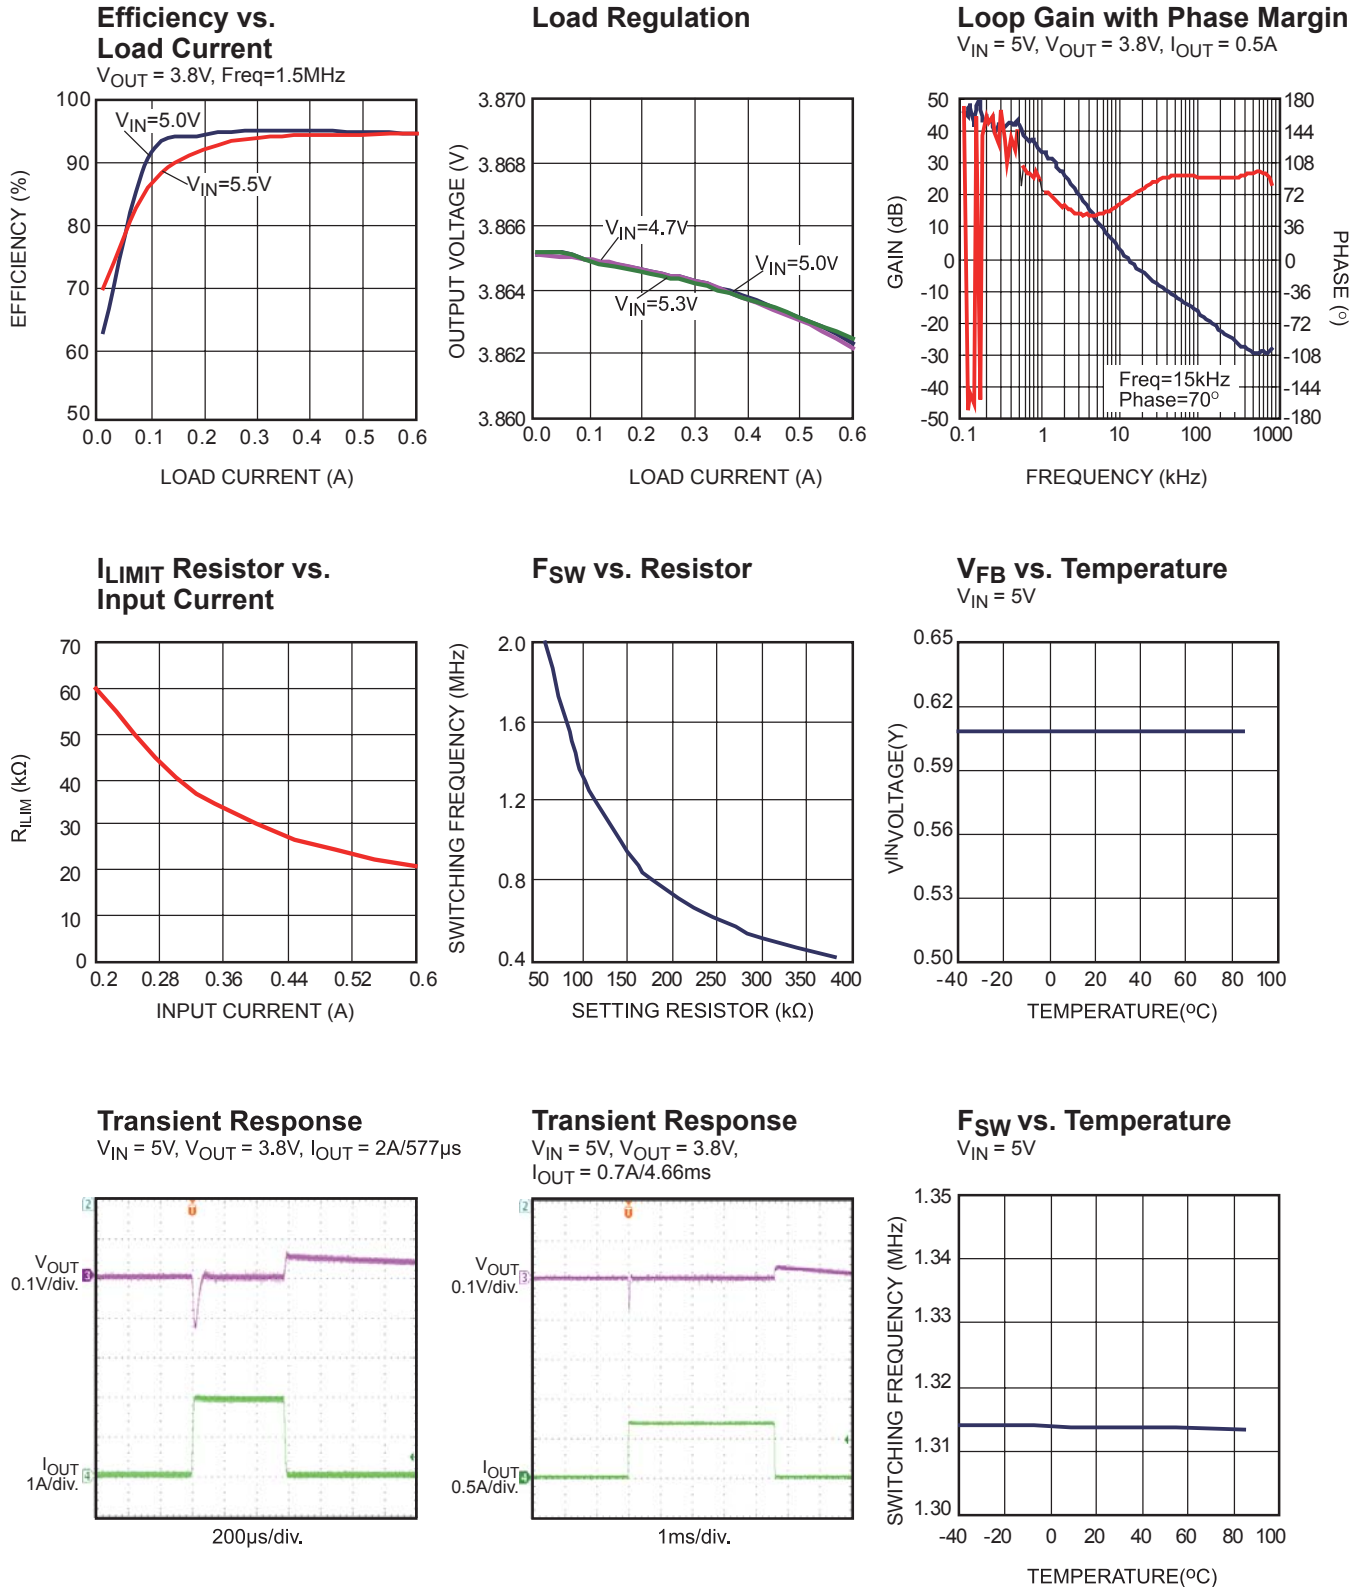 Efficiency vs.
Load Current
VOUT = 3.8V, Freq=1.5MHz
100
90
80
70
60
50
EFFICIENCY (%)
VIN=5.0V
VIN=5.5V
0.0 0.1 0.2 0.3 0.4 0.5 0.6
LOAD CURRENT (A)
Load Regulation
3.870
3.868
3.866
3.864
3.862
3.860
OUTPUT VOLTAGE (V)
VIN=4.7V
VIN=5.0V
VIN=5.3V
0.0 0.1 0.2 0.3 0.4 0.5 0.6
LOAD CURRENT (A)
Loop Gain with Phase Margin
VIN = 5V, VOUT = 3.8V, IOUT = 0.5A
50
40
30
20
10
0
-10
-20
-30
-40
-50
GAIN (dB)
180
144
108
72
36
0
-36
-72
-108
-144
-180
PHASE (o)
Freq=15kHz
Phase=70o
0.1 1 10 100 1000
FREQUENCY (kHz)
ILIMIT Resistor vs.
Input Current
70
60
50
40
30
20
10
0
RILIM (kΩ)
0.2 0.28 0.36 0.44 0.52 0.6
INPUT CURRENT (A)
FSW vs. Resistor
2.0
1.6
1.2
0.8
0.4
SWITCHING FREQUENCY (MHz)
50 100 150 200 250 300 350 400
SETTING RESISTOR (kΩ)
VFB vs. Temperature
VIN = 5V
0.65
0.62
0.59
0.56
0.53
0.50
VINVOLTAGE(Y)
-40 -20 0 20 40 60 80 100
TEMPERATURE(oC)
Transient Response
VIN = 5V, VOUT = 3.8V, IOUT = 2A/577µs
2
U
VOUT
0.1V/div.
3
IOUT
1A/div.
4
200µs/div.
Transient Response
VIN = 5V, VOUT = 3.8V,
IOUT = 0.7A/4.66ms
2
U
VOUT
0.1V/div.
3
IOUT
0.5A/div.
4
1ms/div.
FSW vs. Temperature
VIN = 5V
1.35
1.34
1.33
1.32
1.31
1.30
SWITCHING FREQUENCY (MHz)
-40 -20 0 20 40 60 80 100
TEMPERATURE(oC)